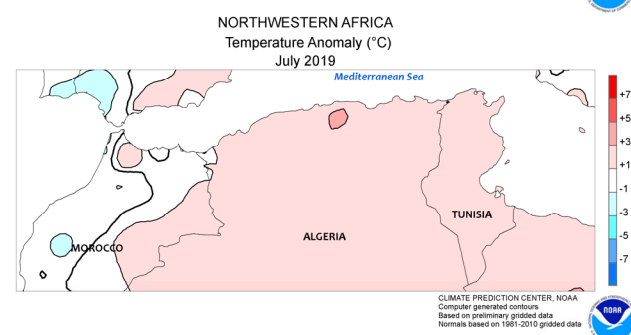 NORTHWESTERN AFRICA
Temperature Anomaly (°C)
July 2019
Mediterranean Sea
+7
+5
+3
+1
-1
-3
-5
-7
MOROCCO
ALGERIA
TUNISIA
CLIMATE PREDICTION CENTER, NOAA
Computer generated contours
Based on preliminary gridded data
Normals based on 1981-2010 gridded data
NOAA